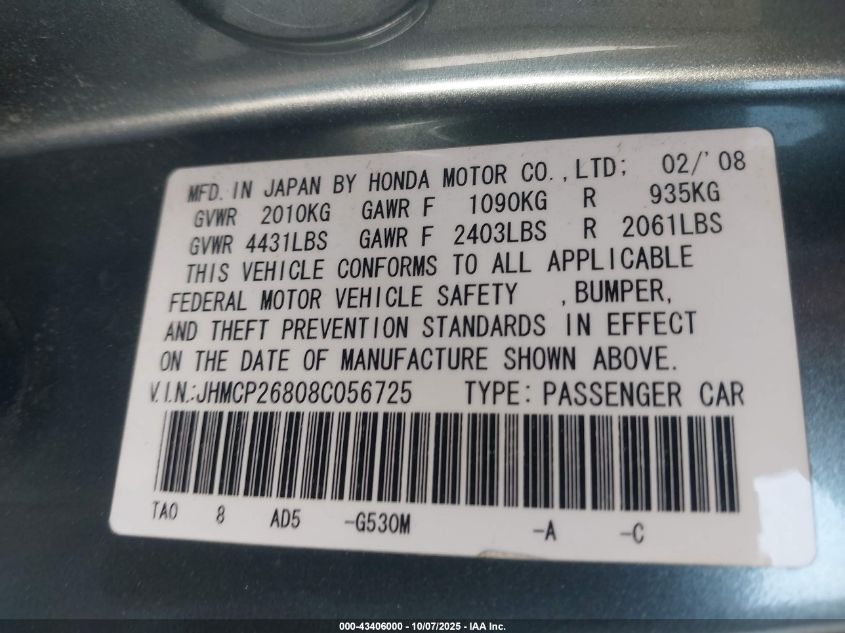 MFD. IN JAPAN BY HONDA MOTOR CO., LTD; 02/'08
GVWR 2010KG GAWR F 1090KG R 935KG
GVWR 4431LBS GAWR F 2403LBS R 2061LBS
THIS VEHICLE CONFORMS TO ALL APPLICABLE
FEDERAL MOTOR VEHICLE SAFETY , BUMPER,
AND THEFT PREVENTION STANDARDS IN EFFECT
ON THE DATE OF MANUFACTURE SHOWN ABOVE.
V.I.N.:JHMCP26808C056725 TYPE: PASSENGER CAR
TA0 8 AD5 -G530M -A -C
000-43406000 - 10/07/2025 - IAA Inc.